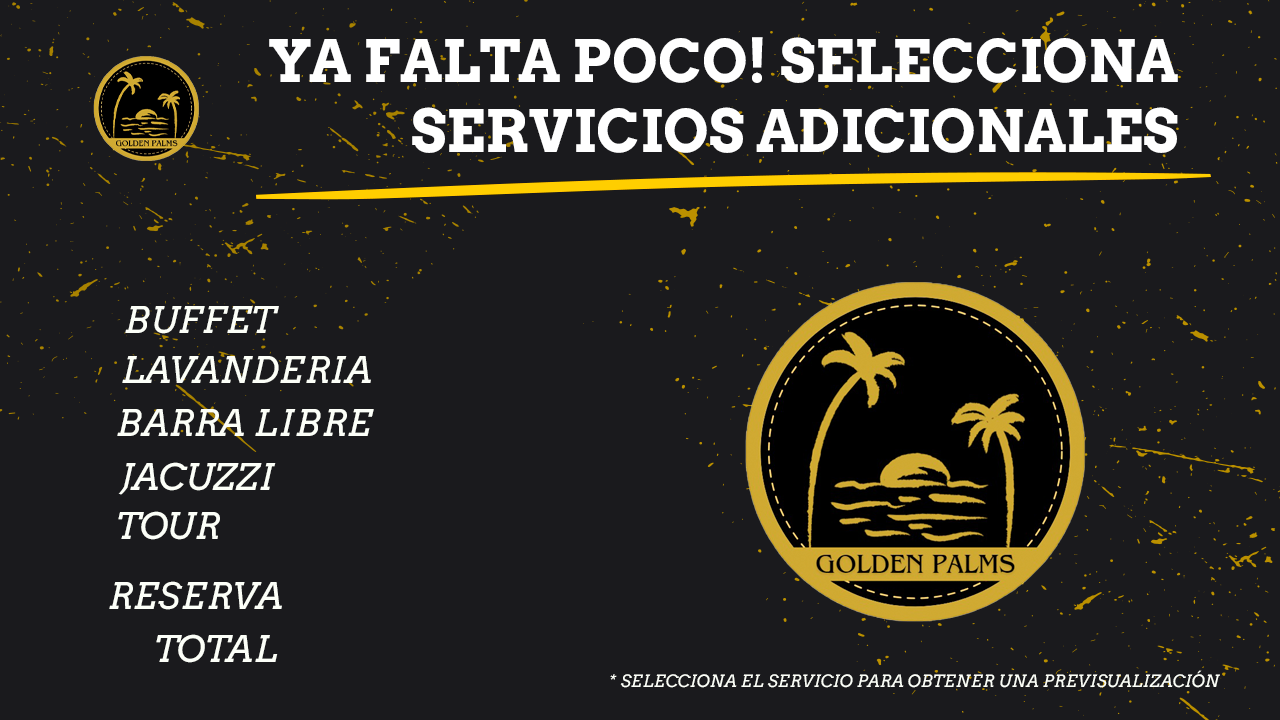 YA FALTA POCO! SELECCIONA
SERVICIOS ADICIONALES
GOLDEN PALMS
BUFFET
LAVANDERIA
BARRA LIBRE
JACUZZI
TOUR
RESERVA
TOTAL
GOLDEN PALMS
* SELECCIONA EL SERVICIO PARA OBTENER UNA PREVISUALIZACIÓN